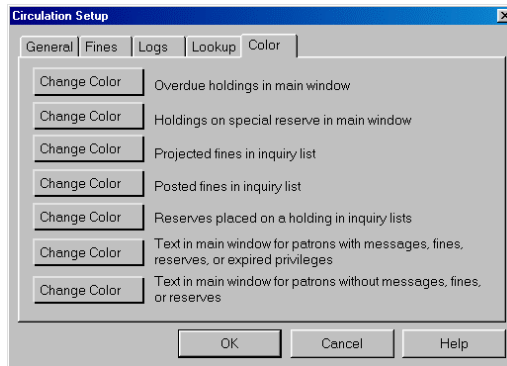 Circulation Setup
General Fines Logs Lookup Color
Change Color Overdue holdings in main window
Change Color Holdings on special reserve in main window
Change Color Projected fines in inquiry list
Change Color Posted fines in inquiry list
Change Color Reserves placed on a holding in inquiry lists
Change Color Text in main window for patrons with messages, fines,
reserves, or expired privileges
Change Color Text in main window for patrons without messages, fines,
or reserves
OK Cancel Help